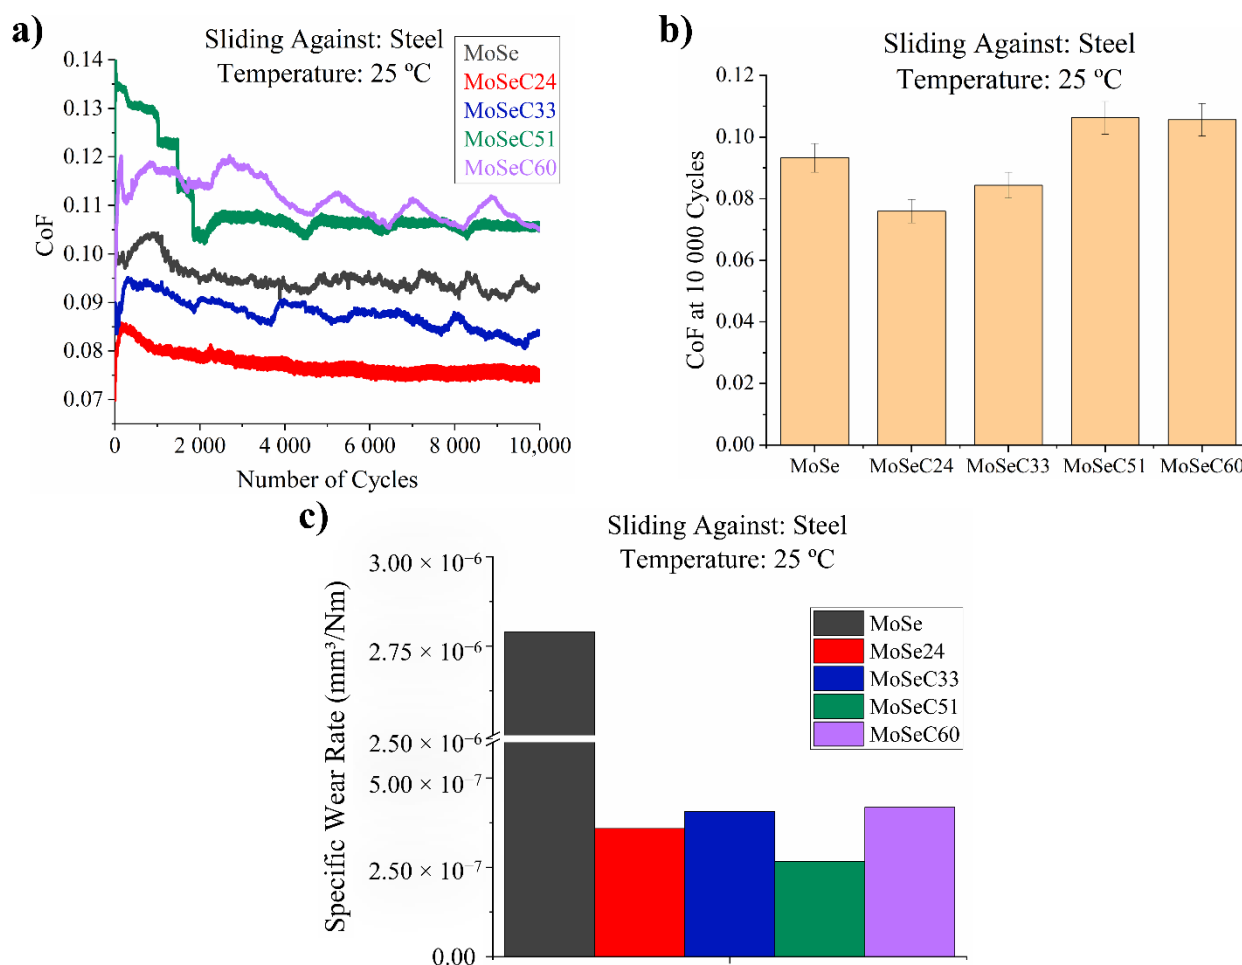 a)
Sliding Against: Steel
Temperature: 25 ºC
MoSe
MoSeC24
MoSeC33
MoSeC51
MoSeC60
CoF
0.14
0.13
0.12
0.11
0.10
0.09
0.08
0.07
0
2 000
4 000
6 000
8 000
10,000
Number of Cycles
b)
Sliding Against: Steel
Temperature: 25 ºC
CoF at 10 000 Cycles
0.12
0.10
0.08
0.06
0.04
0.02
0.00
MoSe
MoSeC24
MoSeC33
MoSeC51
MoSeC60
c)
Sliding Against: Steel
Temperature: 25 ºC
Specific Wear Rate (mm³/Nm)
3.00 × 10⁻⁶
2.75 × 10⁻⁶
2.50 × 10⁻⁶
5.00 × 10⁻⁷
2.50 × 10⁻⁷
0.00
MoSe
MoSe24
MoSeC33
MoSeC51
MoSeC60